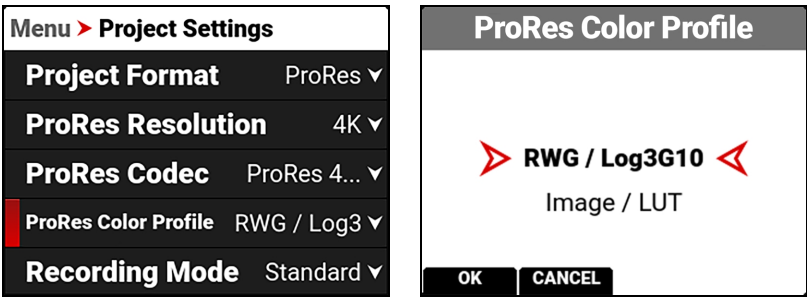 Menu Project Settings
Project Format ProRes
ProRes Resolution 4K
ProRes Codec ProRes 4...
ProRes Color Profile RWG / Log3
Recording Mode Standard
ProRes Color Profile
RWG / Log3G10
Image / LUT
OK CANCEL